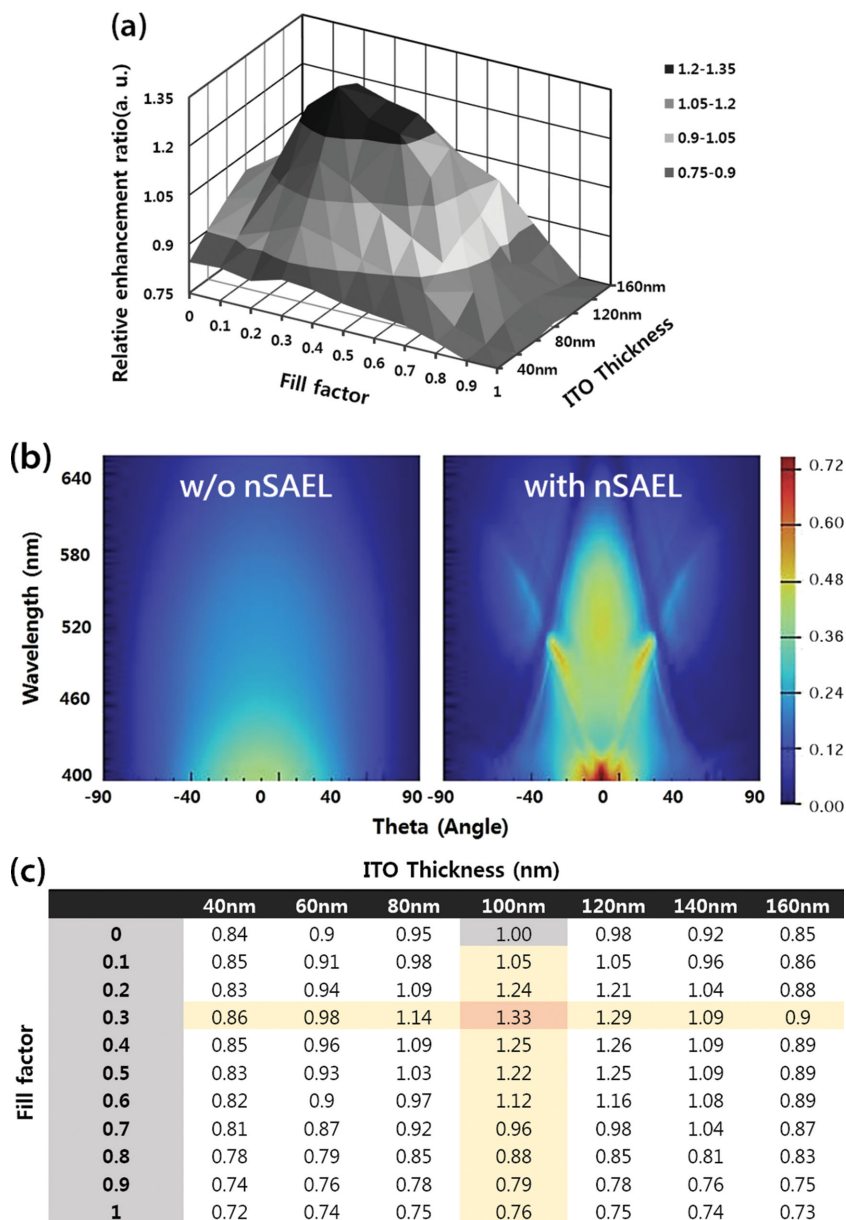 (a)
Relative enhancement ratio(a. u.)
1.35
1.2
1.05
0.9
0.75
0 0.1 0.2 0.3 0.4 0.5 0.6 0.7 0.8 0.9 1
Fill factor
40nm 80nm 120nm 160nm
ITO Thickness
1.2-1.35
1.05-1.2
0.9-1.05
0.75-0.9
(b)
w/o nSAEL
with nSAEL
Wavelength (nm)
640
580
520
460
400
-90 -40 0 40 90
-90 -40 0 40 90
Theta (Angle)
0.72
0.60
0.48
0.36
0.24
0.12
0.00
(c)
ITO Thickness (nm)
40nm 60nm 80nm 100nm 120nm 140nm 160nm
Fill factor
0 0.84 0.9 0.95 1.00 0.98 0.92 0.85
0.1 0.85 0.91 0.98 1.05 1.05 0.96 0.86
0.2 0.83 0.94 1.09 1.24 1.21 1.04 0.88
0.3 0.86 0.98 1.14 1.33 1.29 1.09 0.9
0.4 0.85 0.96 1.09 1.25 1.26 1.09 0.89
0.5 0.83 0.93 1.03 1.22 1.25 1.09 0.89
0.6 0.82 0.9 0.97 1.12 1.16 1.08 0.89
0.7 0.81 0.87 0.92 0.96 0.98 1.04 0.87
0.8 0.78 0.79 0.85 0.88 0.85 0.81 0.83
0.9 0.74 0.76 0.78 0.79 0.78 0.76 0.75
1 0.72 0.74 0.75 0.76 0.75 0.74 0.73